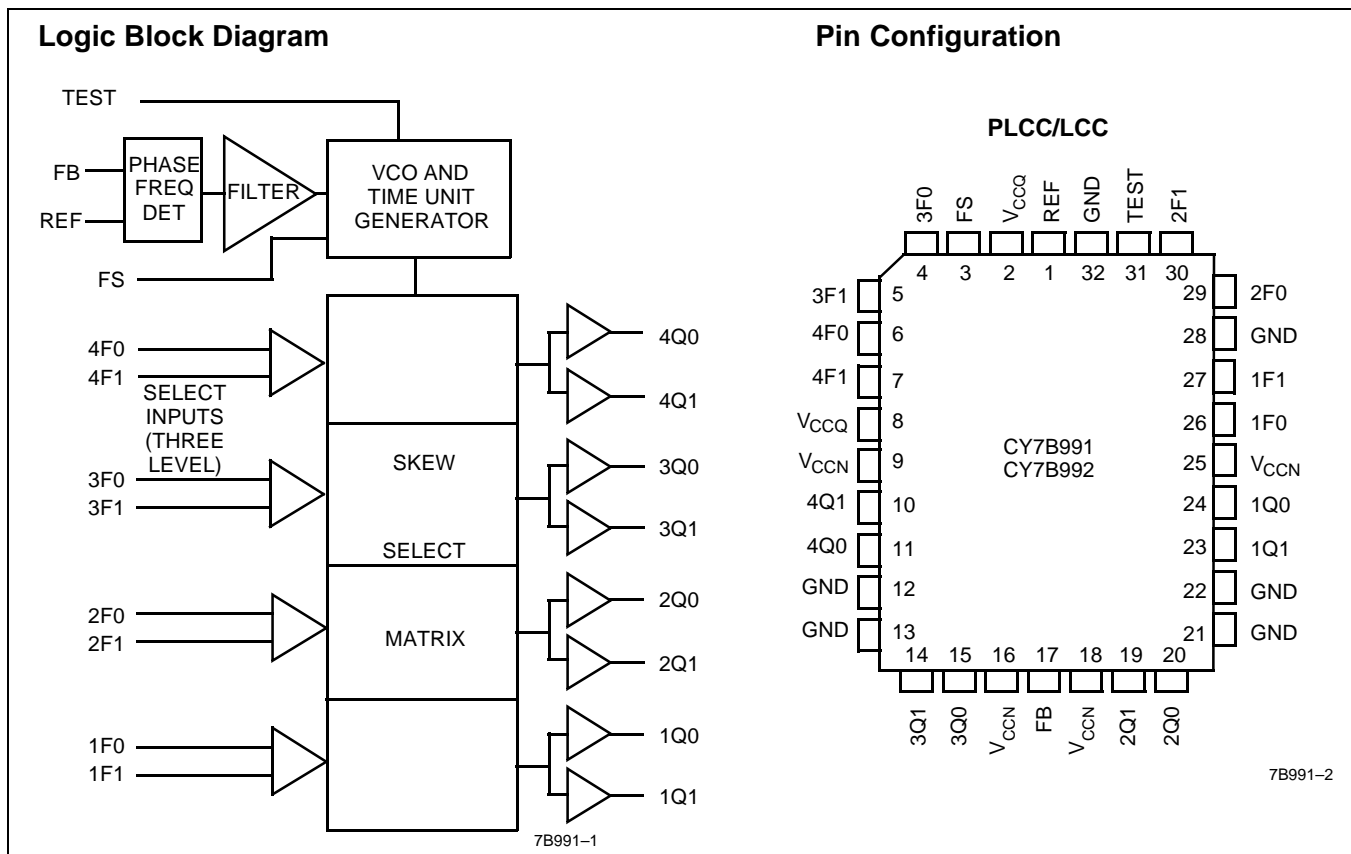 Logic Block Diagram
TEST
FB
REF
PHASE
FREQ
DET
FILTER
VCO AND
TIME UNIT
GENERATOR
FS
4F0
4F1
SELECT
INPUTS
(THREE
LEVEL)
3F0
3F1
2F0
2F1
1F0
1F1
SKEW
SELECT
MATRIX
4Q0
4Q1
3Q0
3Q1
2Q0
2Q1
1Q0
1Q1
7B991–1
Pin Configuration
PLCC/LCC
3F0 FS VCCQ REF GND TEST 2F1
4 3 2 1 32 31 30
3F1 5
4F0 6
4F1 7
VCCQ 8
VCCN 9
4Q1 10
4Q0 11
GND 12
GND 13
CY7B991
CY7B992
29 2F0
28 GND
27 1F1
26 1F0
25 VCCN
24 1Q0
23 1Q1
22 GND
21 GND
14 15 16 17 18 19 20
3Q1 3Q0 VCCN FB VCCN 2Q1 2Q0
7B991–2